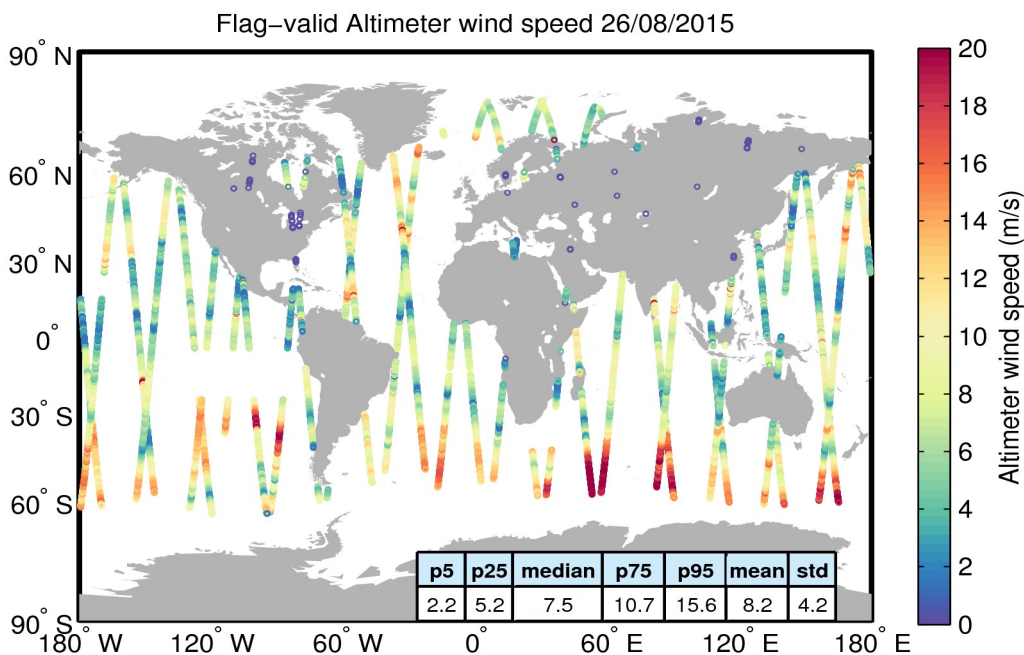 Flag−valid Altimeter wind speed 26/08/2015
90° N
60° N
30° N
0°
30° S
60° S
90° S
180° W
120° W
60° W
0°
60° E
120° E
180° E
p5 p25 median p75 p95 mean std
2.2 5.2 7.5 10.7 15.6 8.2 4.2
20
18
16
14
12
10
8
6
4
2
0
Altimeter wind speed (m/s)